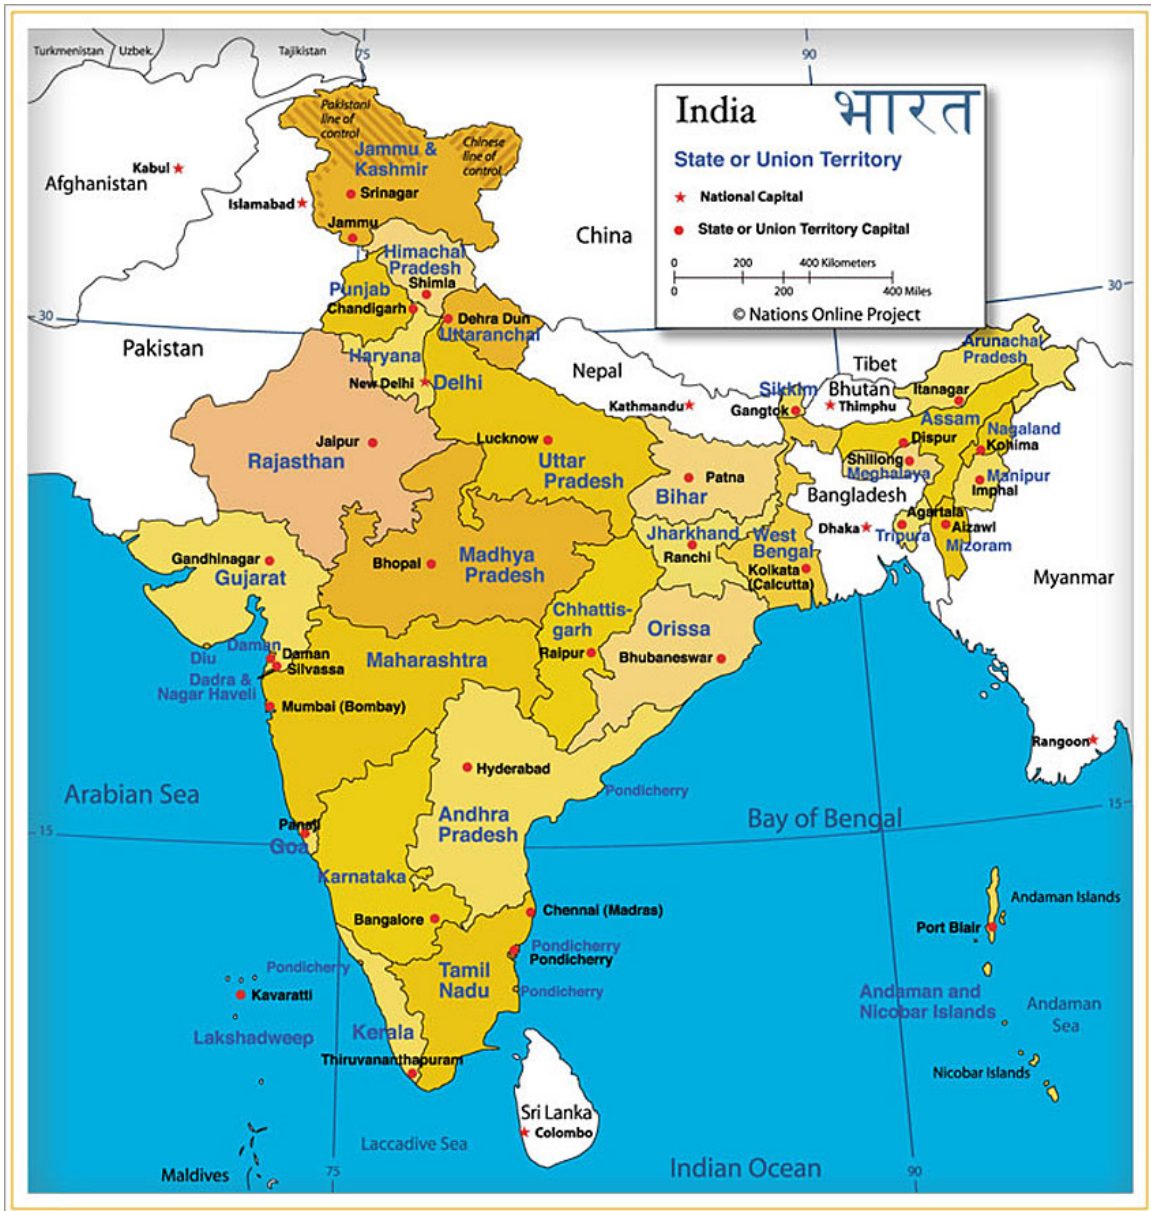 Turkmenistan
Uzbek.
Tajikistan
75
90
Pakistani
line of
control
Chinese
line of
control
India
भारत
State or Union Territory
National Capital
State or Union Territory Capital
0 200 400 Kilometers
0 200 400 Miles
© Nations Online Project
Kabul
Afghanistan
Islamabad
Jammu &
Kashmir
Srinagar
Jammu
China
Himachal
Pradesh
Shimla
Punjab
Chandigarh
30
30
Dehra Dun
Uttaranchal
Pakistan
Haryana
New Delhi
Delhi
Nepal
Kathmandu
Tibet
Sikkim
Gangtok
Bhutan
Thimphu
Arunachal
Pradesh
Itanagar
Assam
Dispur
Nagaland
Kohima
Shillong
Meghalaya
Manipur
Imphal
Jaipur
Rajasthan
Lucknow
Uttar
Pradesh
Patna
Bihar
Bangladesh
Dhaka
Agartala
Tripura
Aizawl
Mizoram
Myanmar
Jharkhand
Ranchi
West
Bengal
Kolkata
(Calcutta)
Gandhinagar
Gujarat
Bhopal
Madhya
Pradesh
Chhattis-
garh
Raipur
Orissa
Bhubaneswar
Daman
Diu
Daman
Silvassa
Dadra &
Nagar Haveli
Maharashtra
Mumbai (Bombay)
Rangoon
Hyderabad
Pondicherry
Arabian Sea
Andhra
Pradesh
Bay of Bengal
15
15
Panaji
Goa
Karnataka
Bangalore
Chennai (Madras)
Andaman Islands
Port Blair
Pondicherry
Pondicherry
Pondicherry
Kavaratti
Tamil
Nadu
Pondicherry
Andaman and
Nicobar Islands
Andaman
Sea
Lakshadweep
Kerala
Thiruvananthapuram
Nicobar Islands
Sri Lanka
Colombo
Laccadive Sea
Maldives
75
Indian Ocean
90